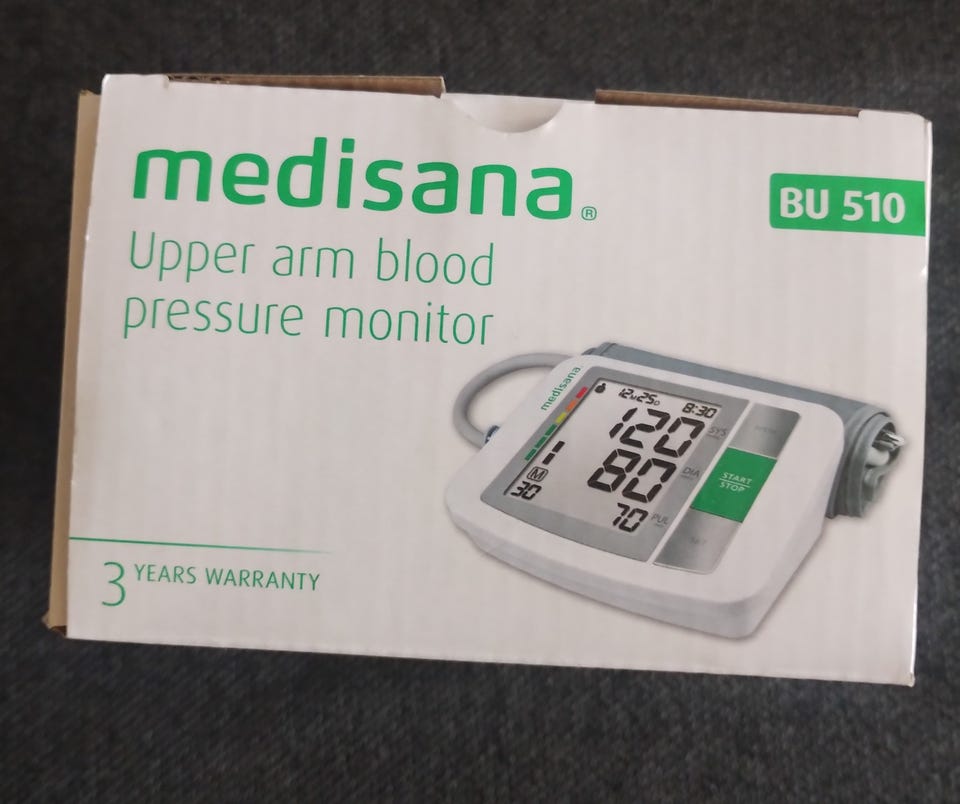 medisana®
BU 510
Upper arm blood
pressure monitor
medisana
8:30
120 SYS
80 DIA
START
STOP
1
M
30
70 PUL
3 YEARS WARRANTY